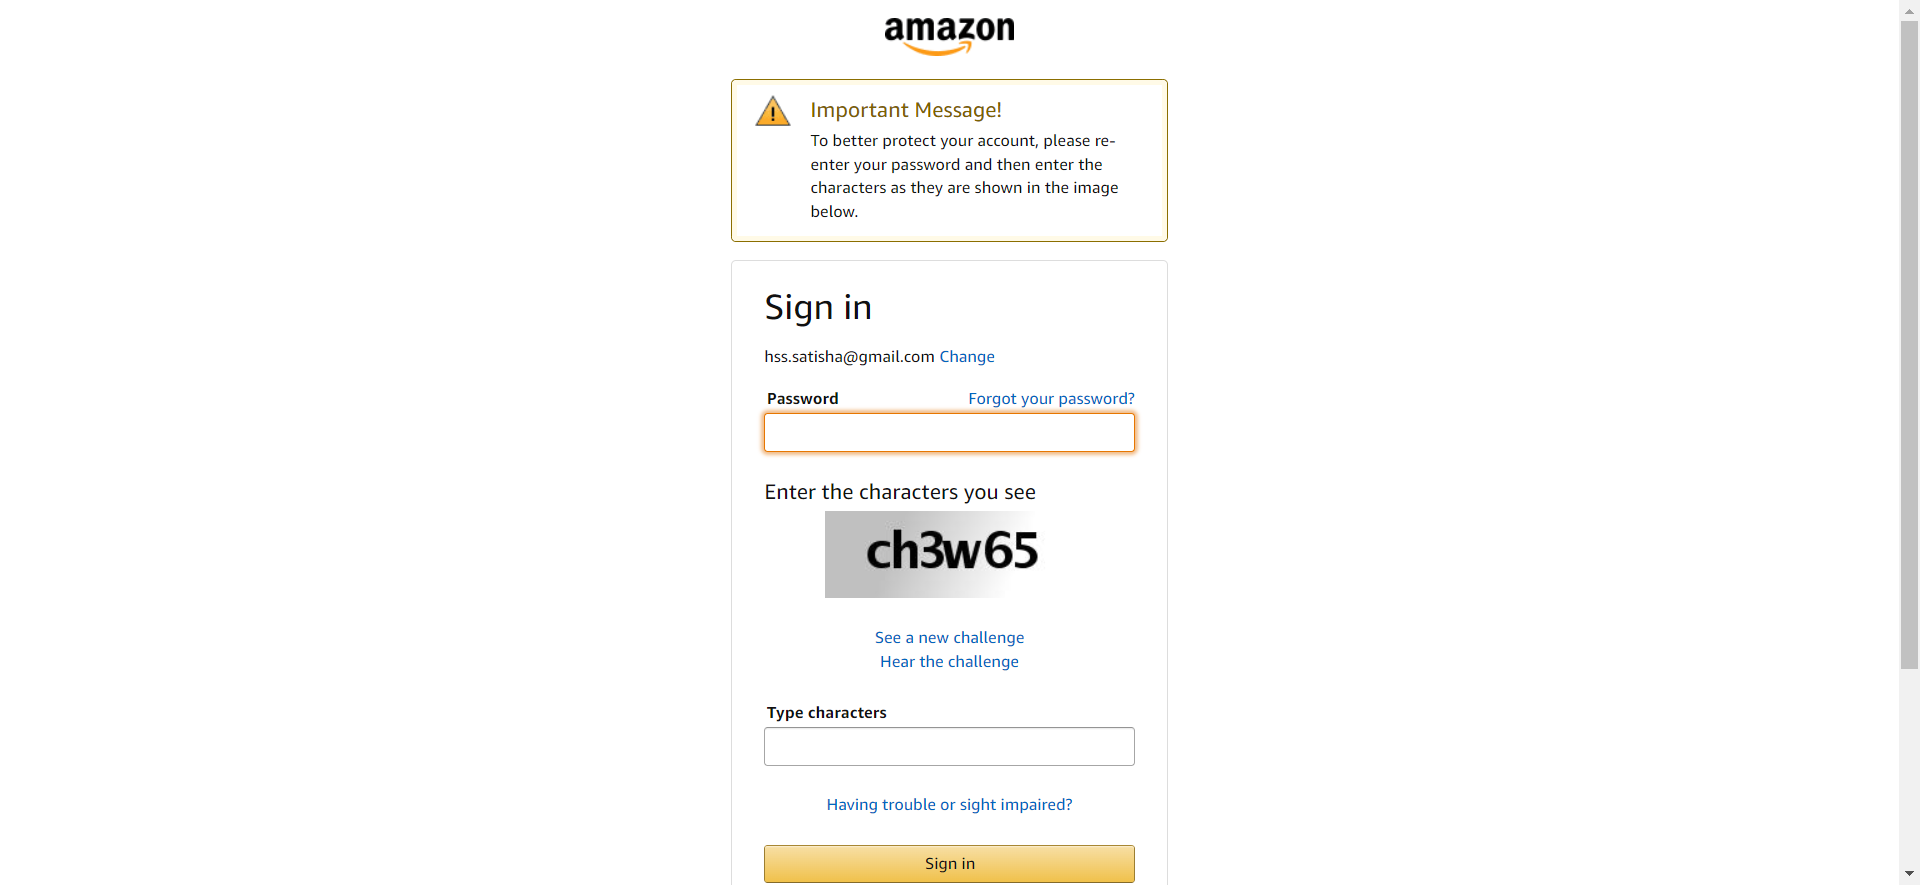 amazon
Important Message!
To better protect your account, please re-
enter your password and then enter the
characters as they are shown in the image
below.
Sign in
hss.satisha@gmail.com Change
Password Forgot your password?
Enter the characters you see
ch3w65
See a new challenge
Hear the challenge
Type characters
Having trouble or sight impaired?
Sign in